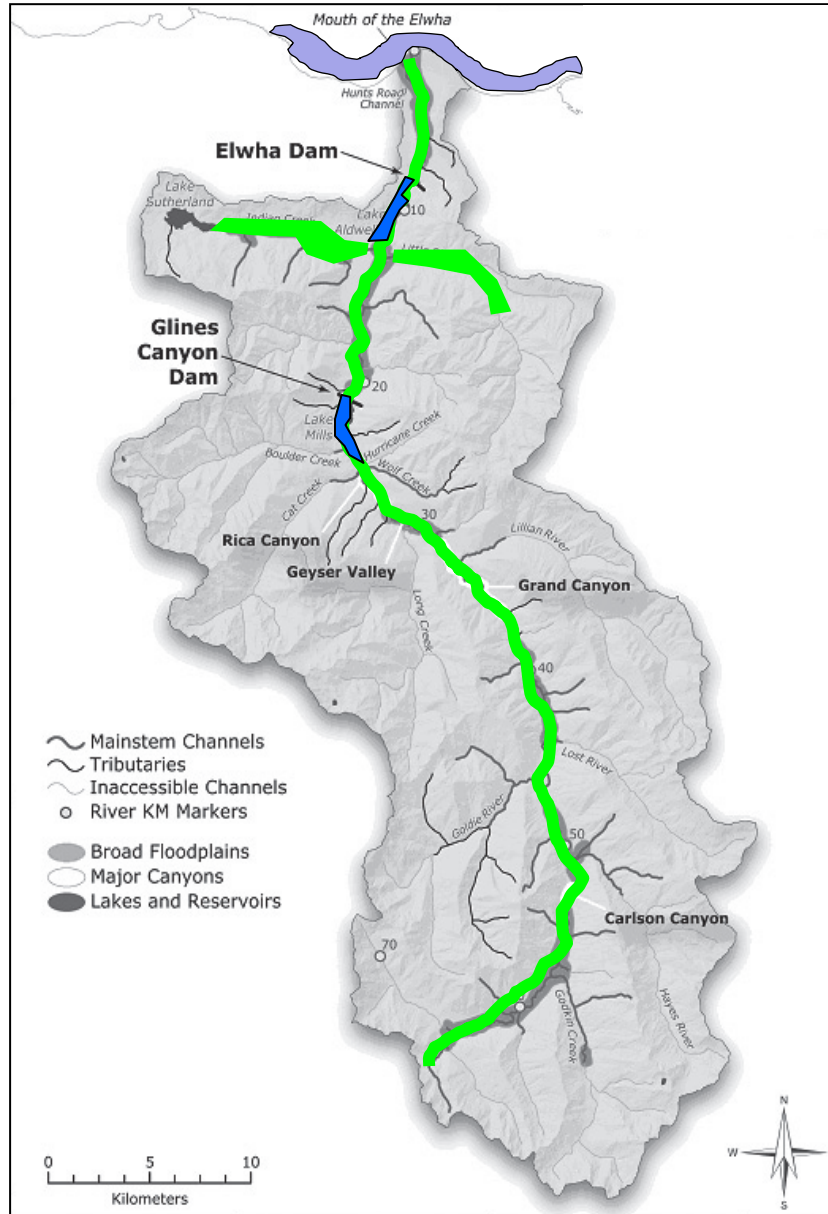 Mouth of the Elwha
Hunts Road
Channel
Elwha Dam
Lake
Sutherland
10
Indian Creek
Lake
Aldwell
Little
Glines
Canyon
Dam
20
Lake
Mills
Hurricane Creek
Boulder Creek
Wolf Creek
Cat Creek
30
Rica Canyon
Lillian River
Geyser Valley
Grand Canyon
Long Creek
40
Mainstem Channels
Tributaries
Inaccessible Channels
River KM Markers
Lost River
Goldie River
50
Broad Floodplains
Major Canyons
Lakes and Reservoirs
Carlson Canyon
70
Godkin Creek
Hayes River
N
W
E
S
0 5 10
Kilometers